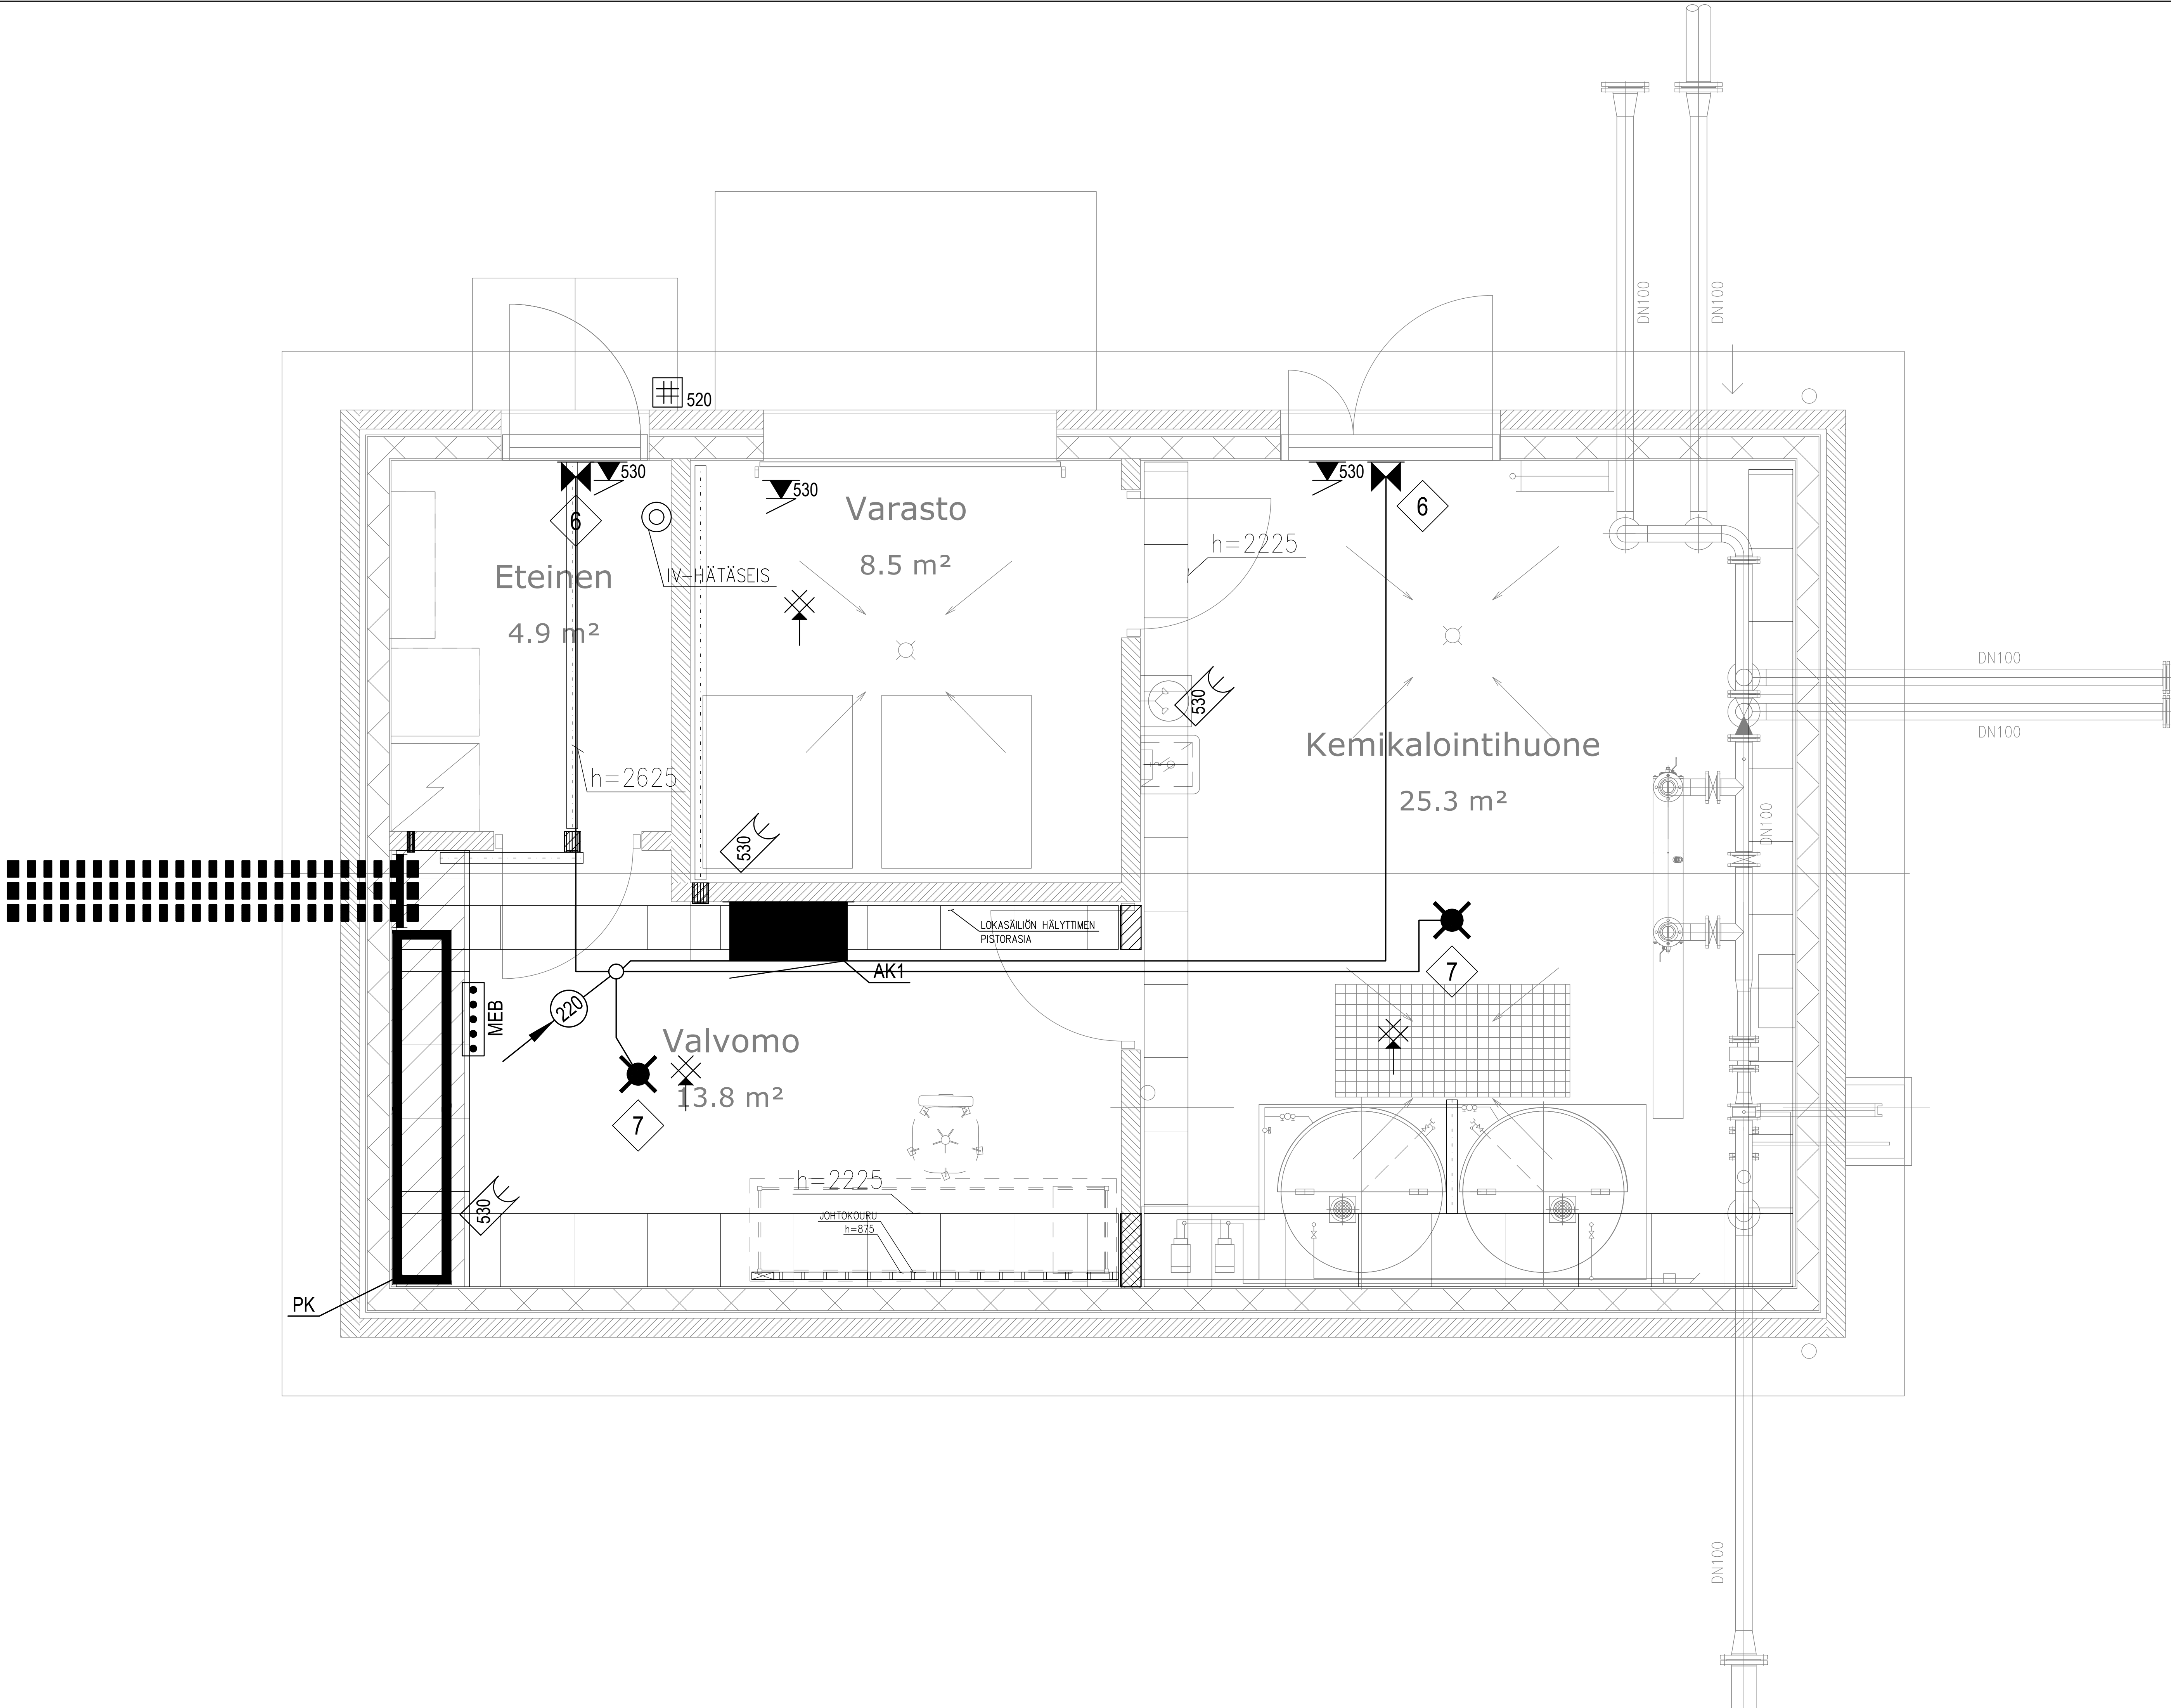 DN100
DN100
520
530
530
530
6
6
Varasto
8.5 m²
h=2225
Eteinen
4.9 m²
IV-HÄTÄSEIS
DN100
530
DN100
Kemikalointihuone
25.3 m²
h=2625
DN100
530
LOKASÄILIÖN HÄLYTTIMEN
PISTORASIA
AK1
7
220
MEB
Valvomo
13.8 m²
7
h=2225
530
JOHTOKOURU
h=875
PK
DN100